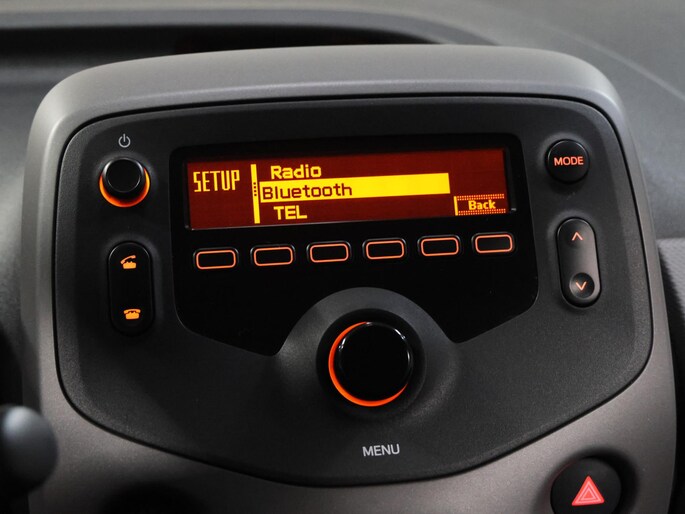 SETUP
Radio
Bluetooth
TEL
Back
MODE
MENU